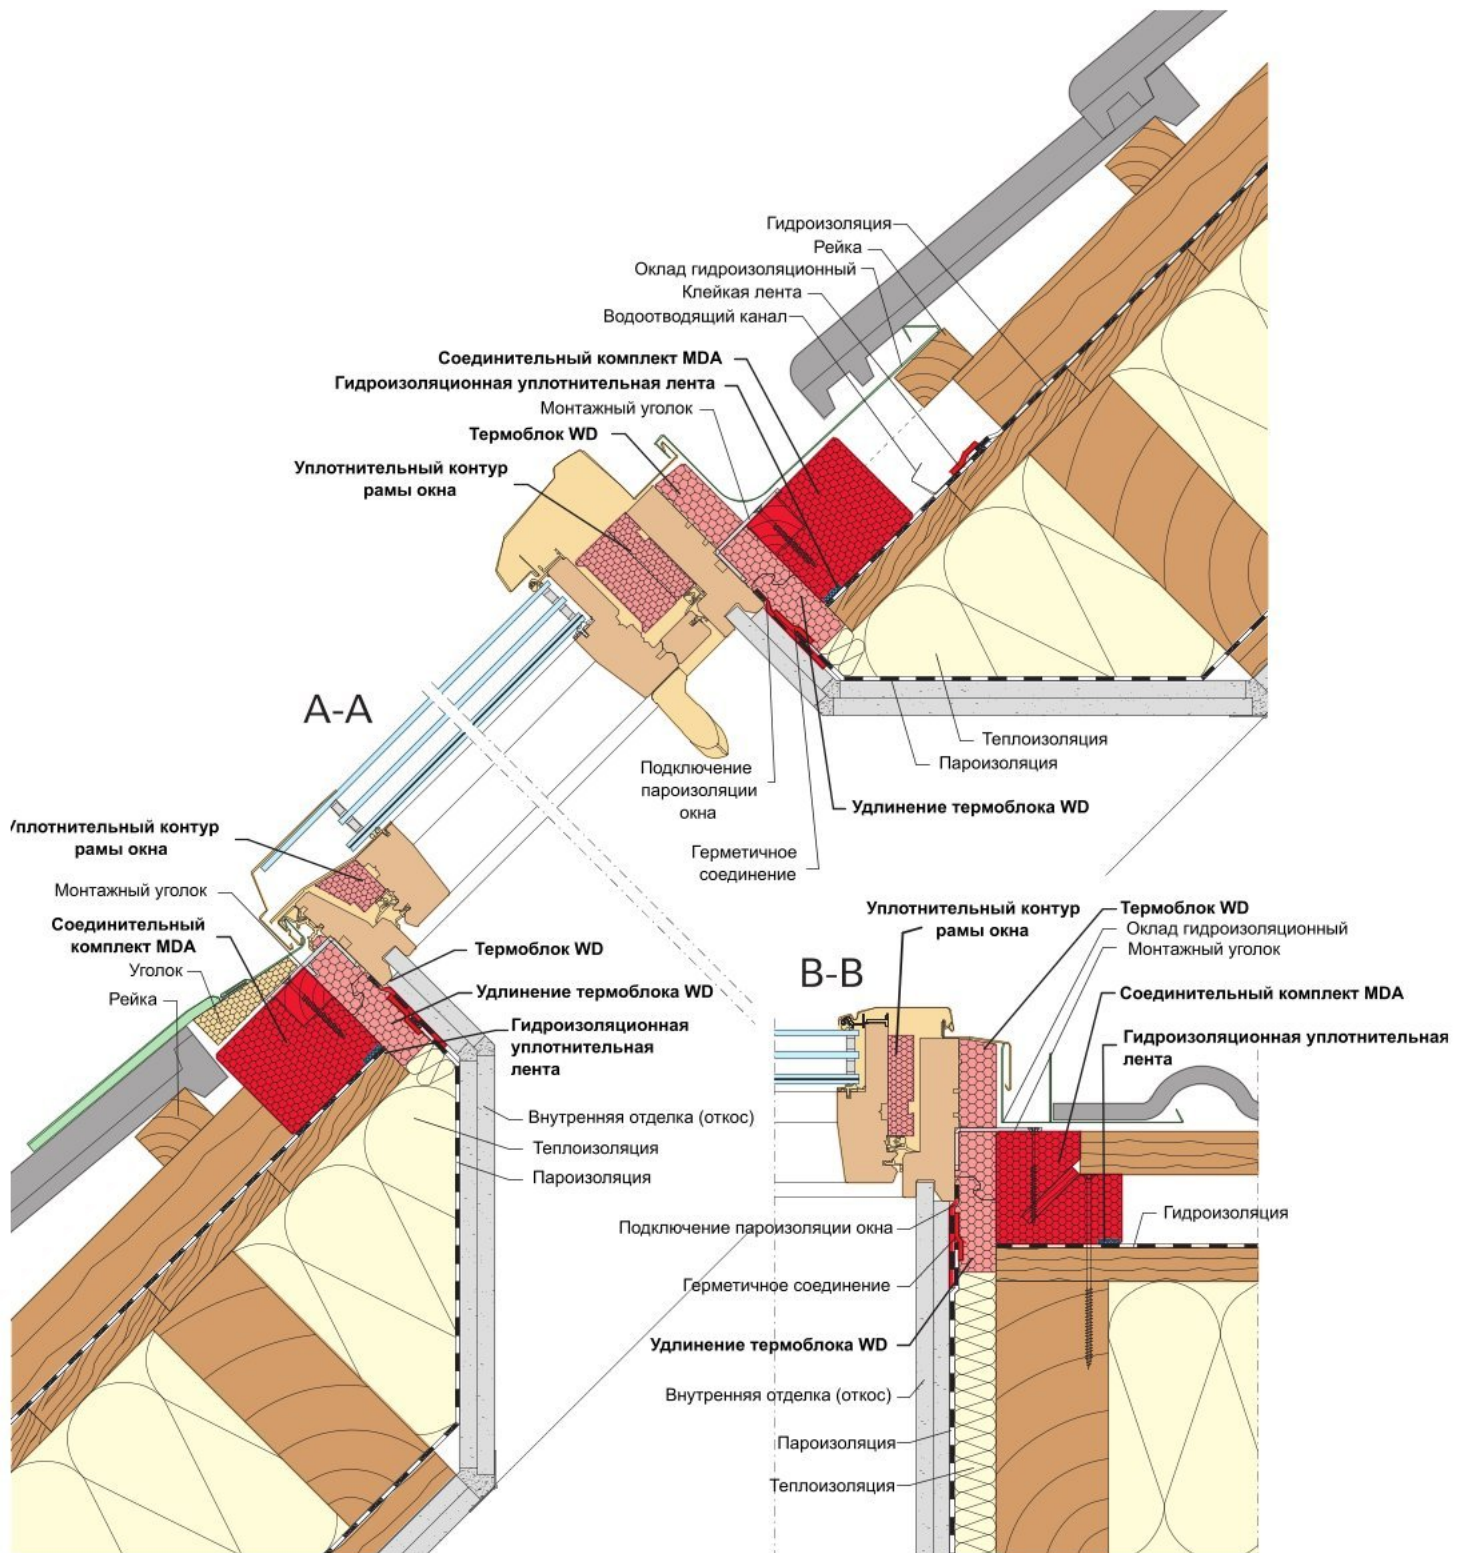 Гидроизоляция
Рейка
Оклад гидроизоляционный
Клейкая лента
Водоотводящий канал
Соединительный комплект MDA
Гидроизоляционная уплотнительная лента
Монтажный уголок
Термоблок WD
Уплотнительный контур
рамы окна
A-A
Теплоизоляция
Пароизоляция
Подключение
пароизоляции
окна
Удлинение термоблока WD
Герметичное
соединение
Уплотнительный контур
рамы окна
Монтажный уголок
Соединительный
комплект MDA
Уголок
Рейка
Термоблок WD
Удлинение термоблока WD
Гидроизоляционная
уплотнительная
лента
Внутренняя отделка (откос)
Теплоизоляция
Пароизоляция
B-B
Уплотнительный контур
рамы окна
Термоблок WD
Оклад гидроизоляционный
Монтажный уголок
Соединительный комплект MDA
Гидроизоляционная уплотнительная
лента
Гидроизоляция
Подключение пароизоляции окна
Герметичное соединение
Удлинение термоблока WD
Внутренняя отделка (откос)
Пароизоляция
Теплоизоляция